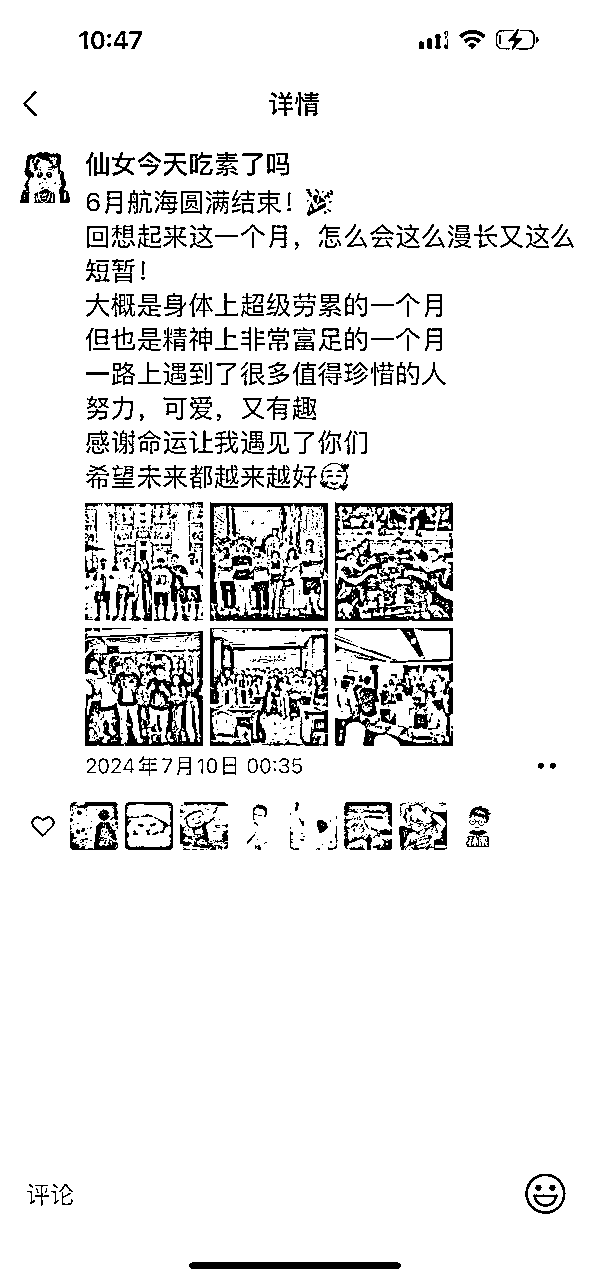 10:47
详情
仙女今天吃素了吗
6月航海圆满结束！🎉
回想起来这一个月，怎么会这么漫长又这么
短暂！
大概是身体上超级劳累的一个月
但也是精神上非常富足的一个月
一路上遇到了很多值得珍惜的人
努力，可爱，又有趣
感谢命运让我遇见了你们
希望未来都越来越好🥰
2024年7月10日 00:35
评论